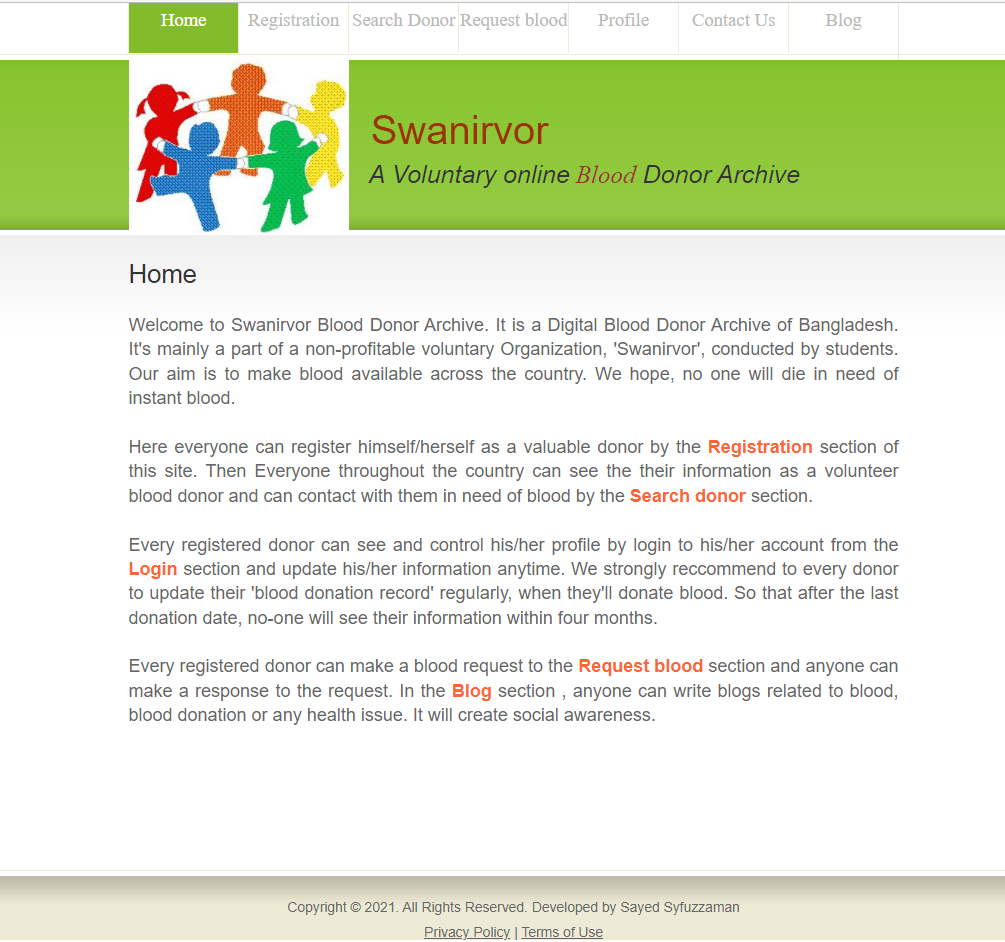 Home Registration Search Donor Request blood Profile Contact Us Blog
Swanirvor
A Voluntary online Blood Donor Archive
Home
Welcome to Swanirvor Blood Donor Archive. It is a Digital Blood Donor Archive of Bangladesh.
It's mainly a part of a non-profitable voluntary Organization, 'Swanirvor', conducted by students.
Our aim is to make blood available across the country. We hope, no one will die in need of
instant blood.
Here everyone can register himself/herself as a valuable donor by the Registration section of
this site. Then Everyone throughout the country can see the their information as a volunteer
blood donor and can contact with them in need of blood by the Search donor section.
Every registered donor can see and control his/her profile by login to his/her account from the
Login section and update his/her information anytime. We strongly reccommend to every donor
to update their 'blood donation record' regularly, when they'll donate blood. So that after the last
donation date, no-one will see their information within four months.
Every registered donor can make a blood request to the Request blood section and anyone can
make a response to the request. In the Blog section , anyone can write blogs related to blood,
blood donation or any health issue. It will create social awareness.
Copyright © 2021. All Rights Reserved. Developed by Sayed Syfuzzaman
Privacy Policy | Terms of Use